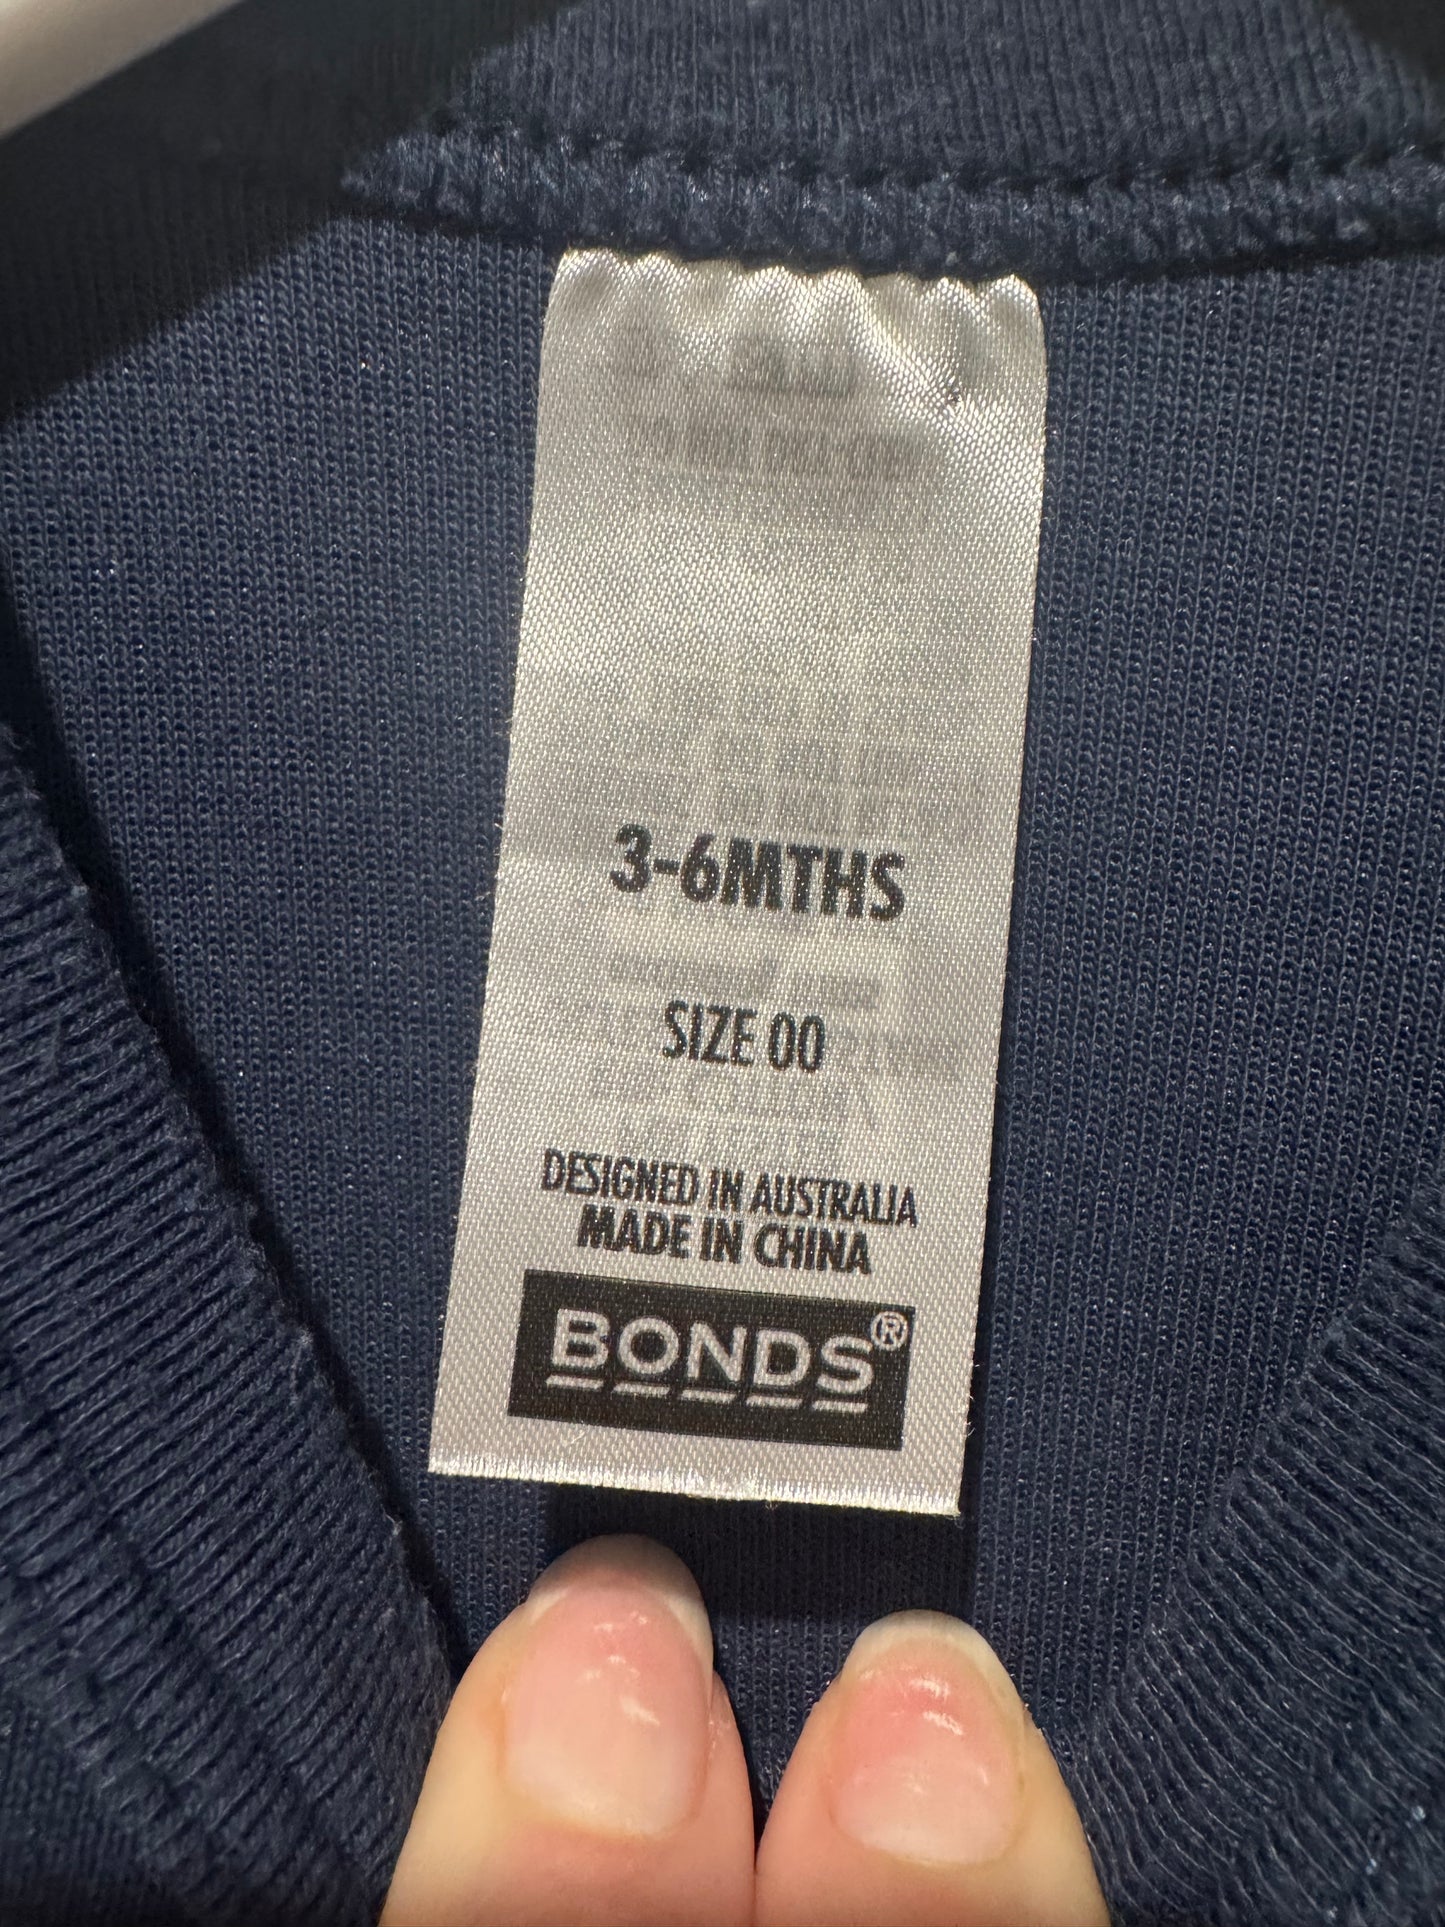 3-6MTHS
SIZE 00
DESIGNED IN AUSTRALIA
MADE IN CHINA
BONDS®